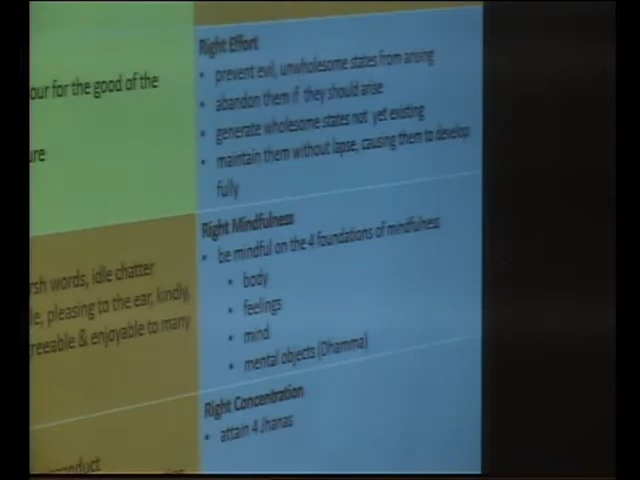 our for the good of the
ure
rsh words, idle chatter
le, pleasing to the ear, kindly,
greeable & enjoyable to many
conduct
Right Effort
• prevent evil, unwholesome states from arising
• abandon them if they should arise
• generate wholesome states not yet existing
• maintain them without lapse, causing them to develop
fully
Right Mindfulness
• be mindful on the 4 foundations of mindfulness
• body
• feelings
• mind
• mental objects (Dhamma)
Right Concentration
• attain 4 Jhanas